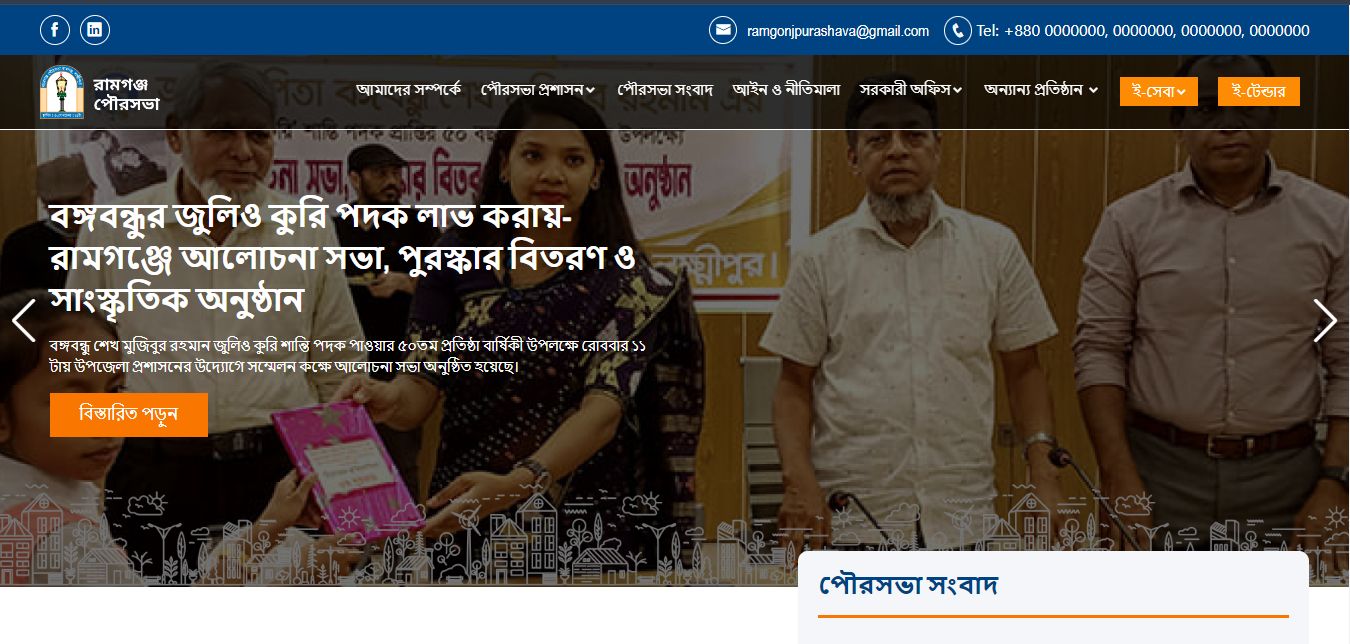 ramgonjpurashava@gmail.com
Tel: +880 0000000, 0000000, 0000000, 0000000
রামগঞ্জ
পৌরসভা
আমাদের সম্পর্কে
পৌরসভা প্রশাসন
পৌরসভা সংবাদ
আইন ও নীতিমালা
সরকারী অফিস
অন্যান্য প্রতিষ্ঠান
ই-সেবা
ই-টেন্ডার
উপলক্ষ্যে
অনুষ্ঠান
লক্ষ্মীপুর।
বঙ্গবন্ধুর জুলিও কুরি পদক লাভ করায়-
রামগঞ্জে আলোচনা সভা, পুরস্কার বিতরণ ও
সাংস্কৃতিক অনুষ্ঠান
বঙ্গবন্ধু শেখ মুজিবুর রহমান জুলিও কুরি শান্তি পদক পাওয়ার ৫০তম প্রতিষ্ঠা বার্ষিকী উপলক্ষে রোববার ১১
টায় উপজেলা প্রশাসনের উদ্যোগে সম্মেলন কক্ষে আলোচনা সভা অনুষ্ঠিত হয়েছে।
বিস্তারিত পড়ুন
পৌরসভা সংবাদ